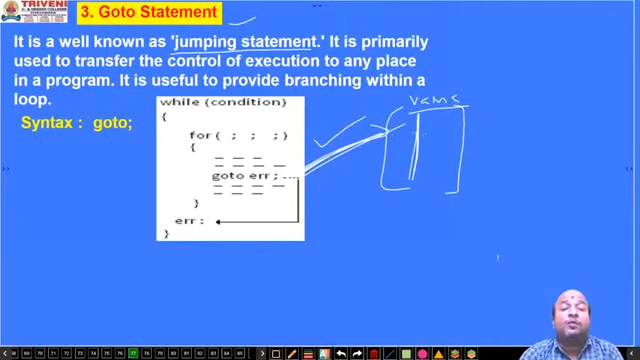 TRIVENI
3. Goto Statement
It is a well known as 'jumping statement.' It is primarily
used to transfer the control of execution to any place
in a program. It is useful to provide branching within a
loop.
Syntax : goto;
while (condition)
{
for( ; ; ;)
{
goto err;
}
err:
}